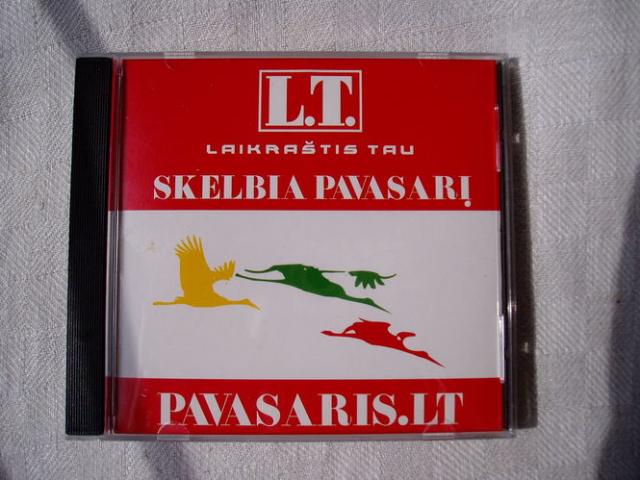 L.T.
LAIKRAŠTIS TAU
SKELBIA PAVASARĮ
PAVASARIS.LT